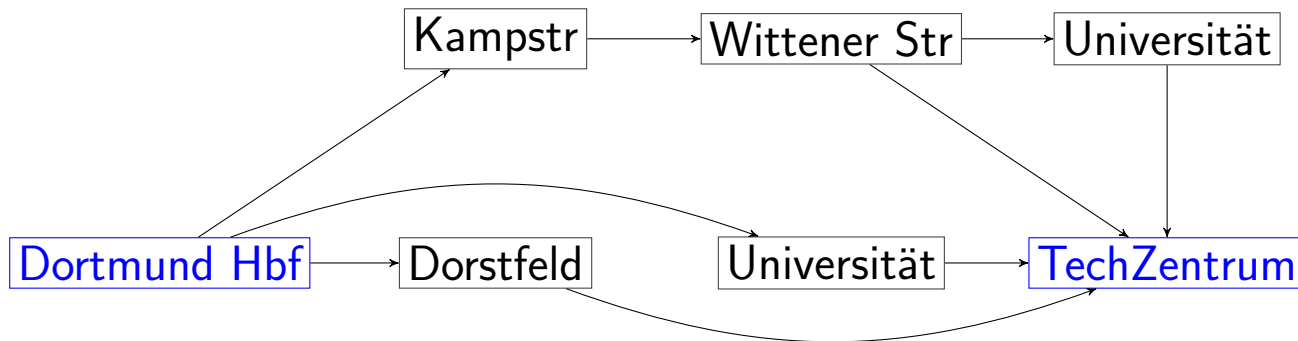 Kampstr
Wittener Str
Universität
Dortmund Hbf
Dorstfeld
Universität
TechZentrum